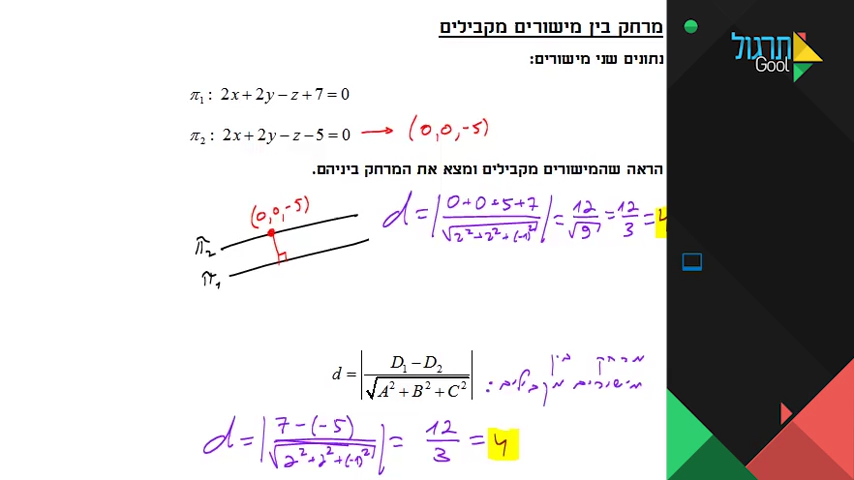 מרחק בין מישורים מקבילים
תרגול
Gool
נתונים שני מישורים:
π₁: 2x+2y−z+7=0
π₂: 2x+2y−z−5=0 → (0,0,-5)
הראה שהמישורים מקבילים ומצא את המרחק ביניהם.
d = |(0+0+5+7)/√(2²+2²+(-1)²)| = 12/√9 = 12/3 = 4
(0,0,-5)
π₂
π₁
d = |(D₁−D₂)/√(A²+B²+C²)|
מרחק בין
מישורים מקבילים:
d = |(7-(-5))/√(2²+2²+(-1)²)| = 12/3 = 4